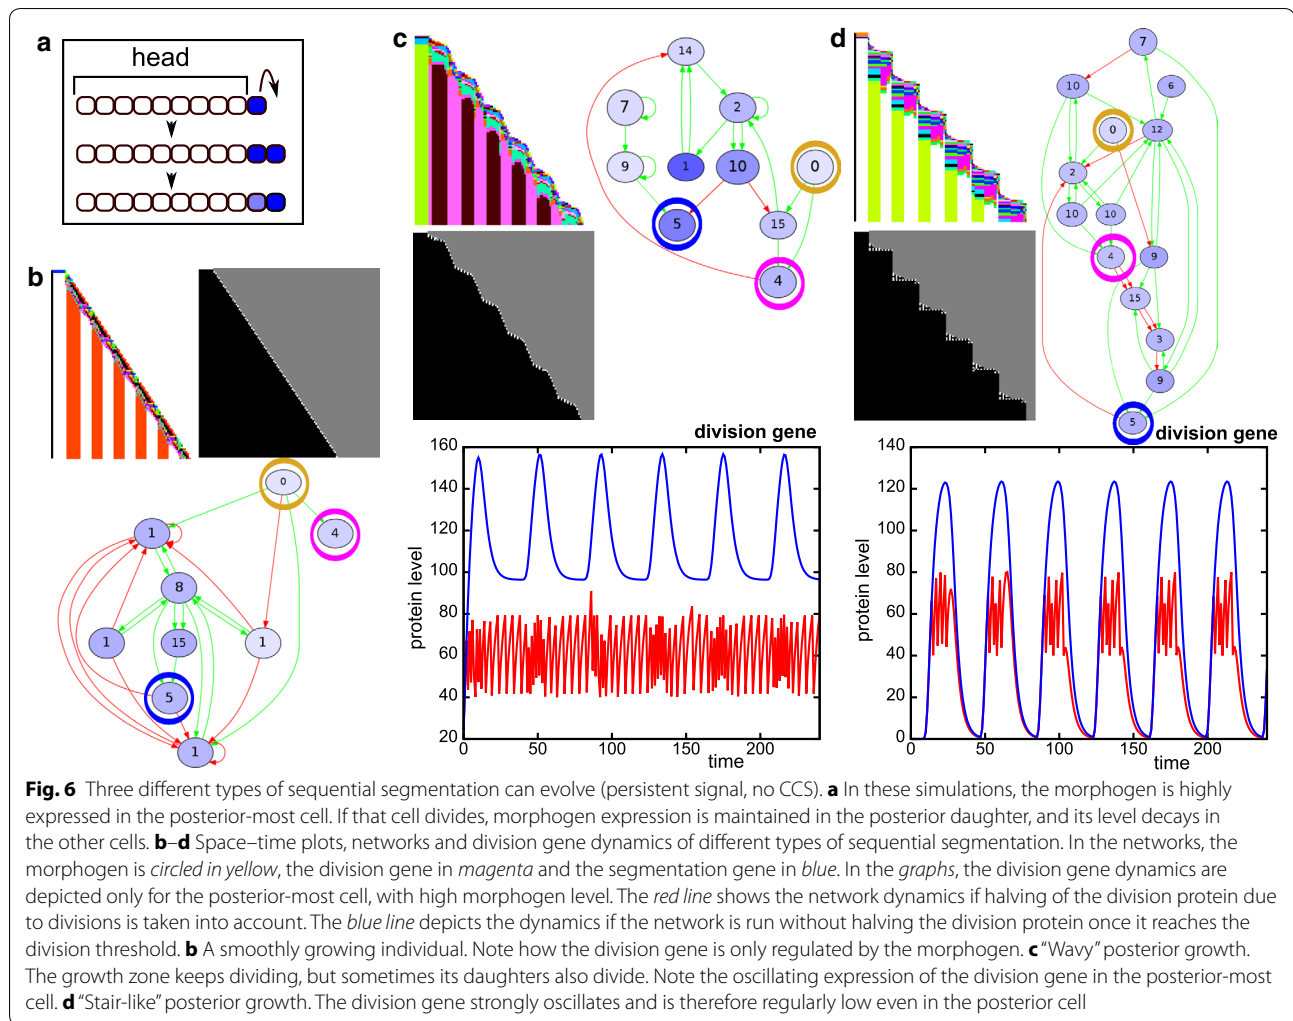 a
head
b
0
4
1
8
1
15
1
5
1
c
14
7
2
9
1
10
0
5
15
4
division gene
160
140
120
100
80
60
40
20
protein level
0
50
100
150
200
time
d
7
10
6
0
12
2
10
10
4
9
15
3
9
5
division gene
140
120
100
80
60
40
20
0
protein level
0
50
100
150
200
time
Fig. 6 Three different types of sequential segmentation can evolve (persistent signal, no CCS). a In these simulations, the morphogen is highly
expressed in the posterior-most cell. If that cell divides, morphogen expression is maintained in the posterior daughter, and its level decays in
the other cells. b–d Space–time plots, networks and division gene dynamics of different types of sequential segmentation. In the networks, the
morphogen is circled in yellow, the division gene in magenta and the segmentation gene in blue. In the graphs, the division gene dynamics are
depicted only for the posterior-most cell, with high morphogen level. The red line shows the network dynamics if halving of the division protein due
to divisions is taken into account. The blue line depicts the dynamics if the network is run without halving the division protein once it reaches the
division threshold. b A smoothly growing individual. Note how the division gene is only regulated by the morphogen. c “Wavy” posterior growth.
The growth zone keeps dividing, but sometimes its daughters also divide. Note the oscillating expression of the division gene in the posterior-most
cell. d “Stair-like” posterior growth. The division gene strongly oscillates and is therefore regularly low even in the posterior cell